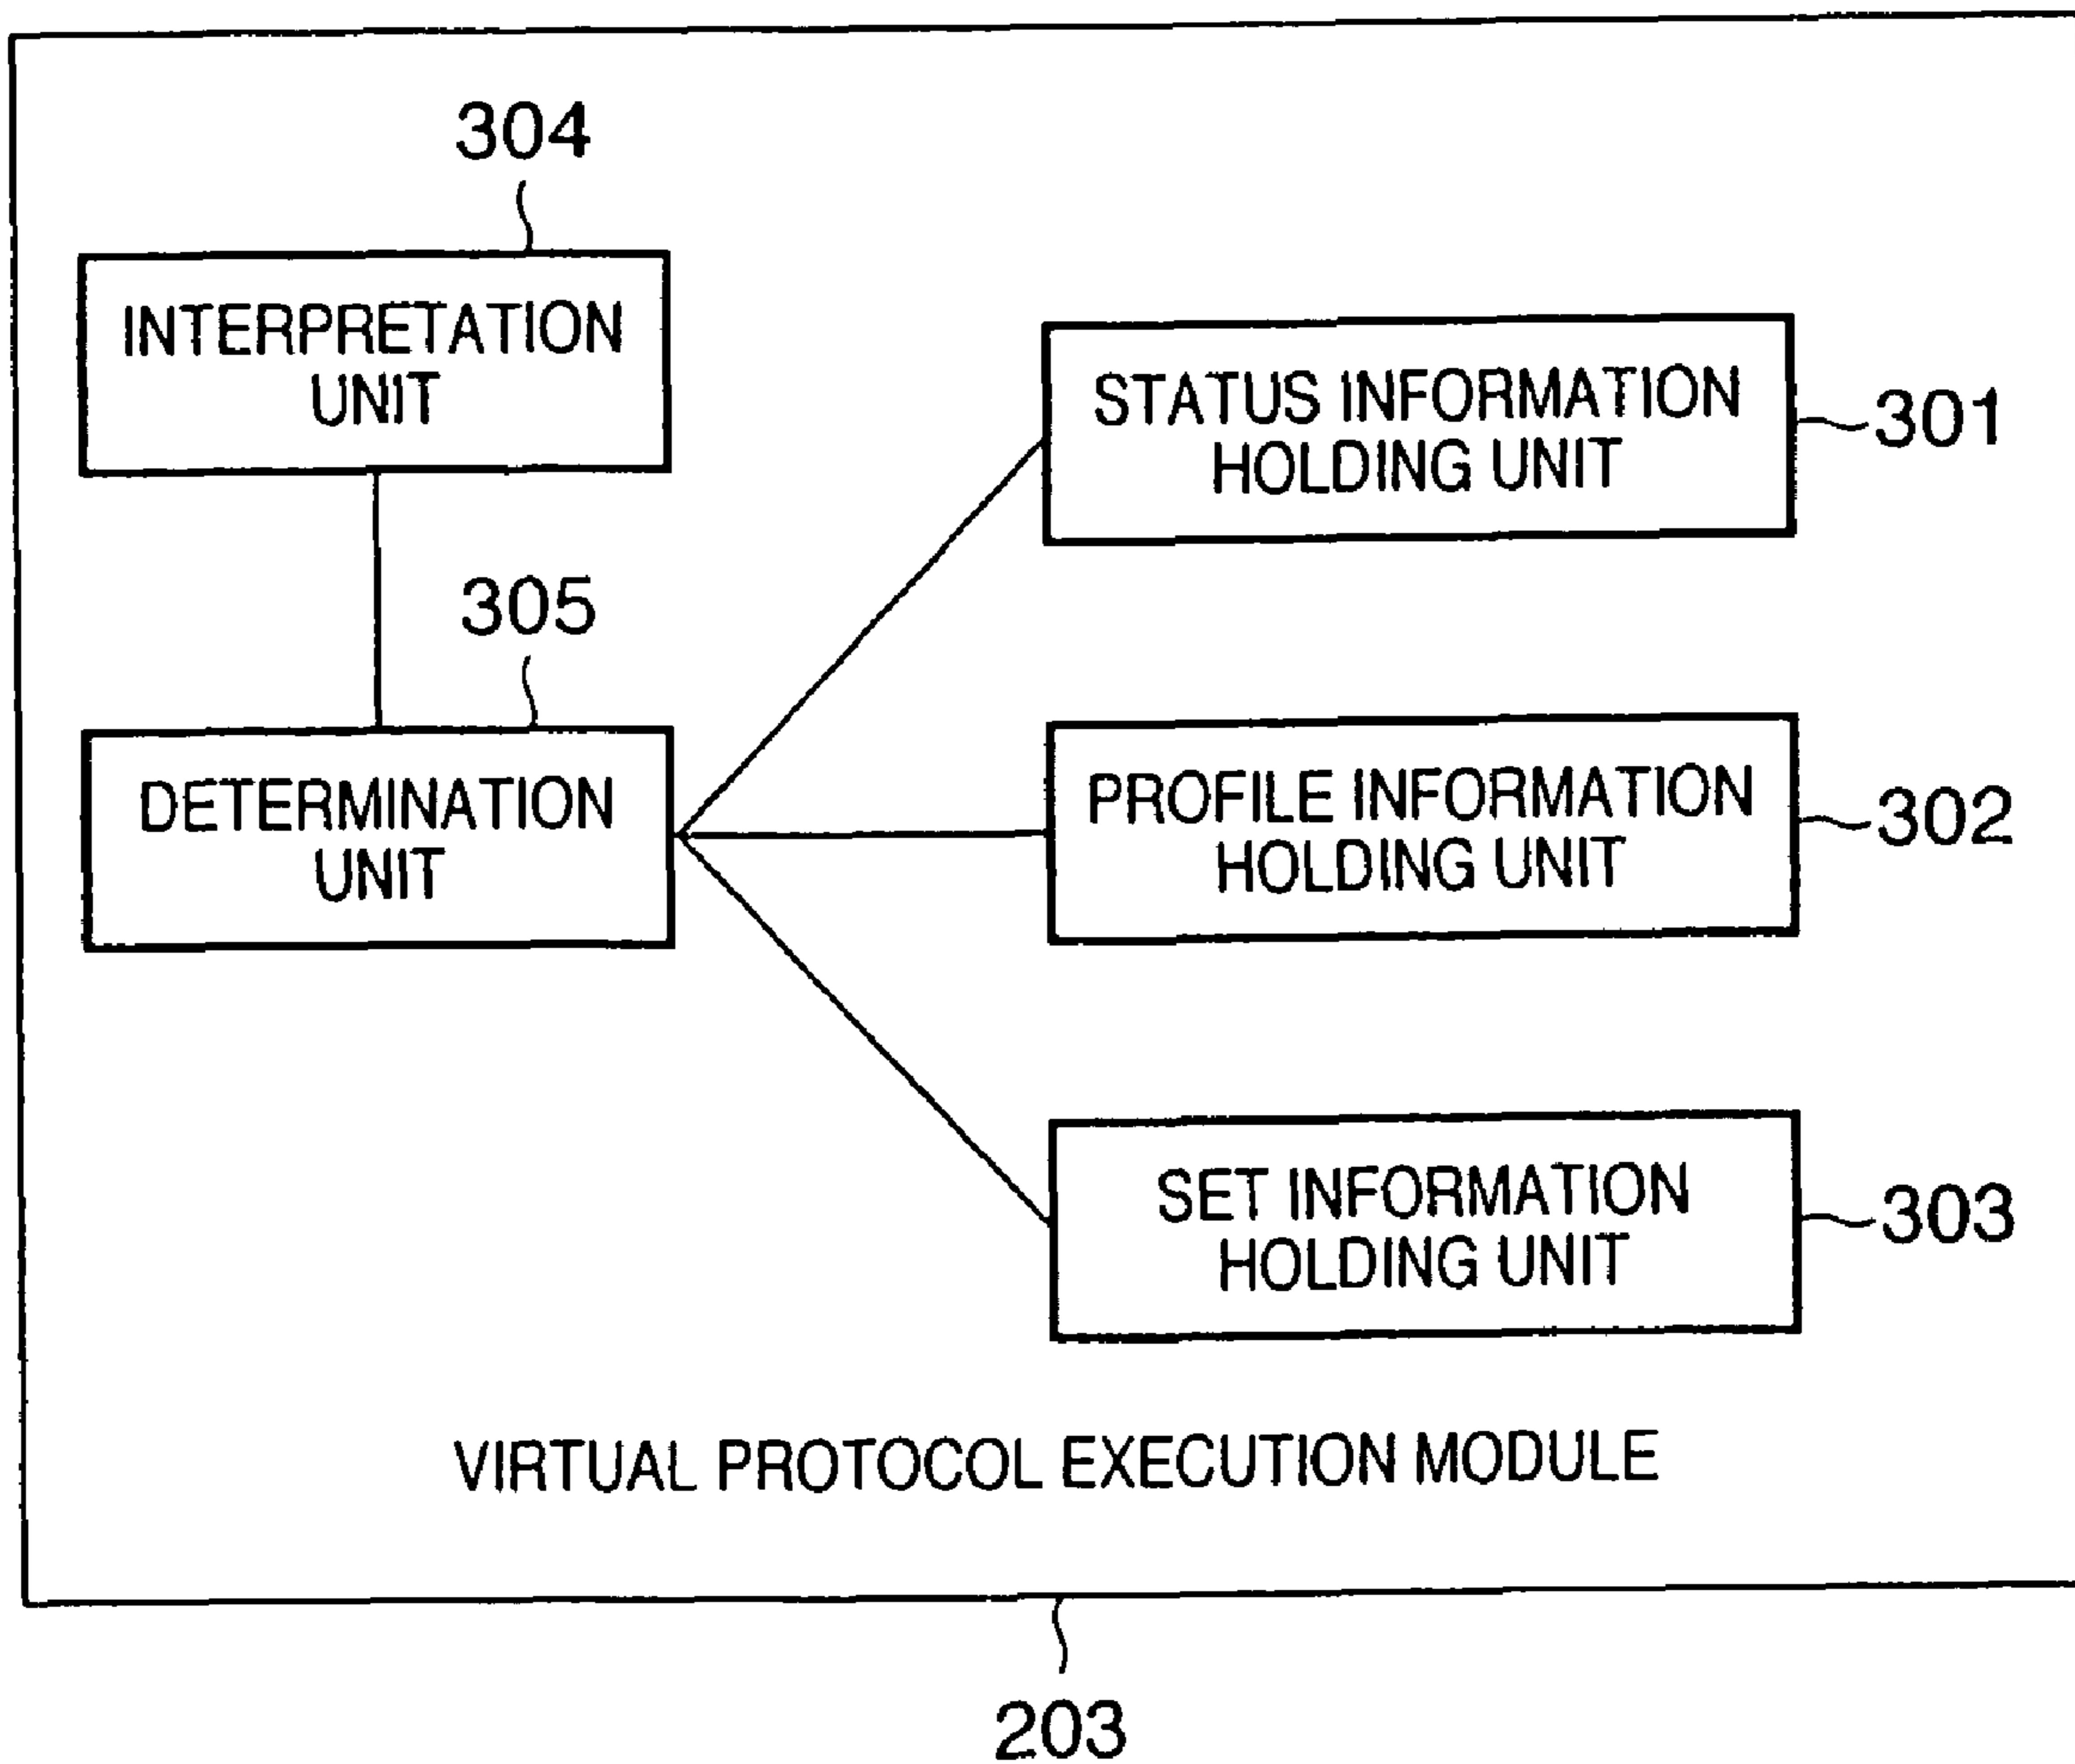 304
INTERPRETATION
UNIT
STATUS INFORMATION
HOLDING UNIT
301
305
DETERMINATION
UNIT
PROFILE INFORMATION
HOLDING UNIT
302
SET INFORMATION
HOLDING UNIT
303
VIRTUAL PROTOCOL EXECUTION MODULE
203